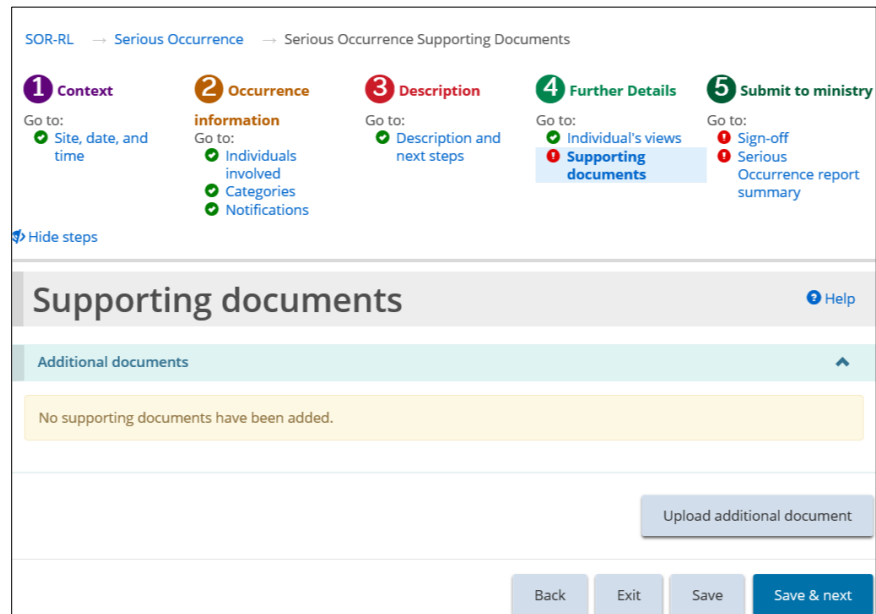 SOR-RL → Serious Occurrence → Serious Occurrence Supporting Documents
1 Context
Go to:
Site, date, and
time
2 Occurrence
information
Go to:
Individuals
involved
Categories
Notifications
3 Description
Go to:
Description and
next steps
4 Further Details
Go to:
Individual's views
Supporting
documents
5 Submit to ministry
Go to:
Sign-off
Serious
Occurrence report
summary
Hide steps
Supporting documents
Help
Additional documents
No supporting documents have been added.
Upload additional document
Back Exit Save Save & next